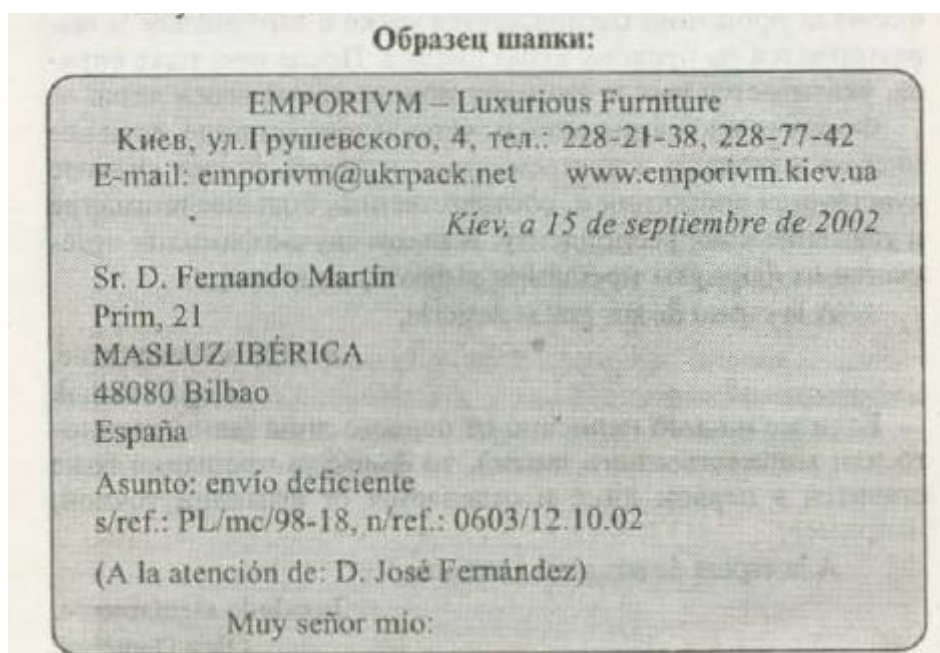 Образец шапки:
EMPORIVM – Luxurious Furniture
Киев, ул.Грушевского, 4, тел.: 228-21-38, 228-77-42
E-mail: emporivm@ukrpack.net www.emporivm.kiev.ua
Kíev, a 15 de septiembre de 2002
Sr. D. Fernando Martín
Prim, 21
MASLUZ IBÉRICA
48080 Bilbao
España
Asunto: envío deficiente
s/ref.: PL/mc/98-18, n/ref.: 0603/12.10.02
(A la atención de: D. José Fernández)
Muy señor mio: